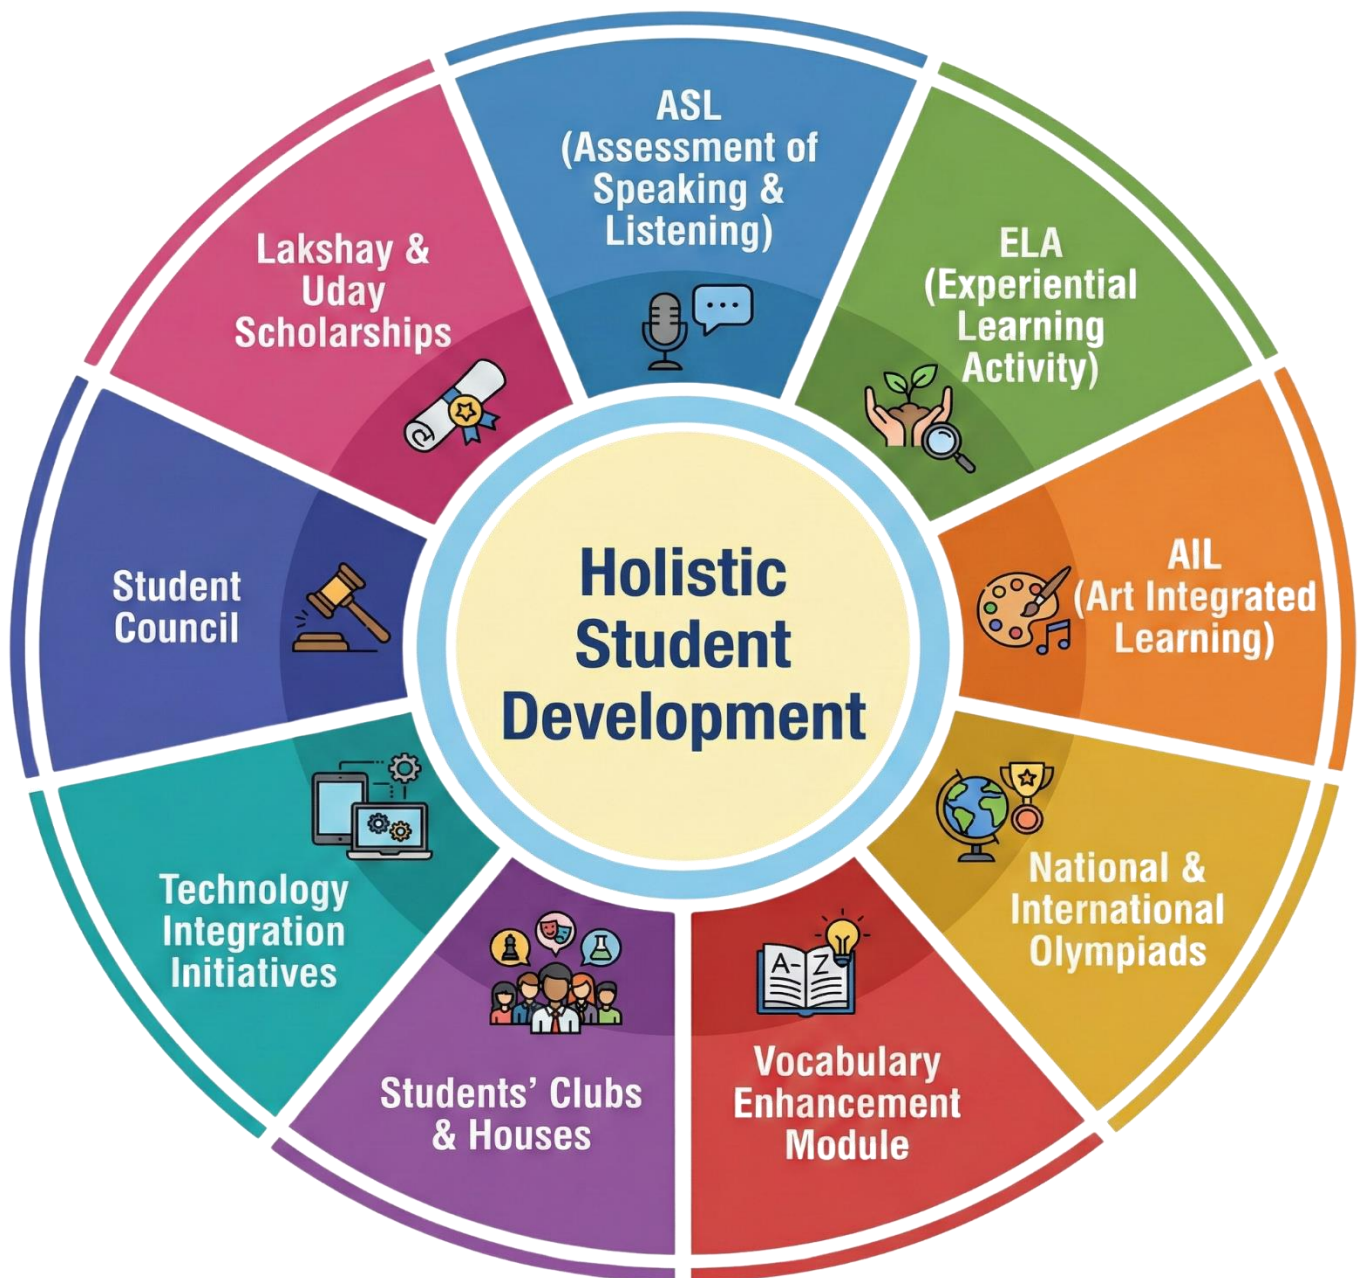 ASL
(Assessment of
Speaking &
Listening)
ELA
(Experiential
Learning
Activity)
AIL
(Art Integrated
Learning)
National &
International
Olympiads
A-Z
Vocabulary
Enhancement
Module
Students’ Clubs
& Houses
Technology
Integration
Initiatives
Student
Council
Lakshay &
Uday
Scholarships
Holistic
Student
Development